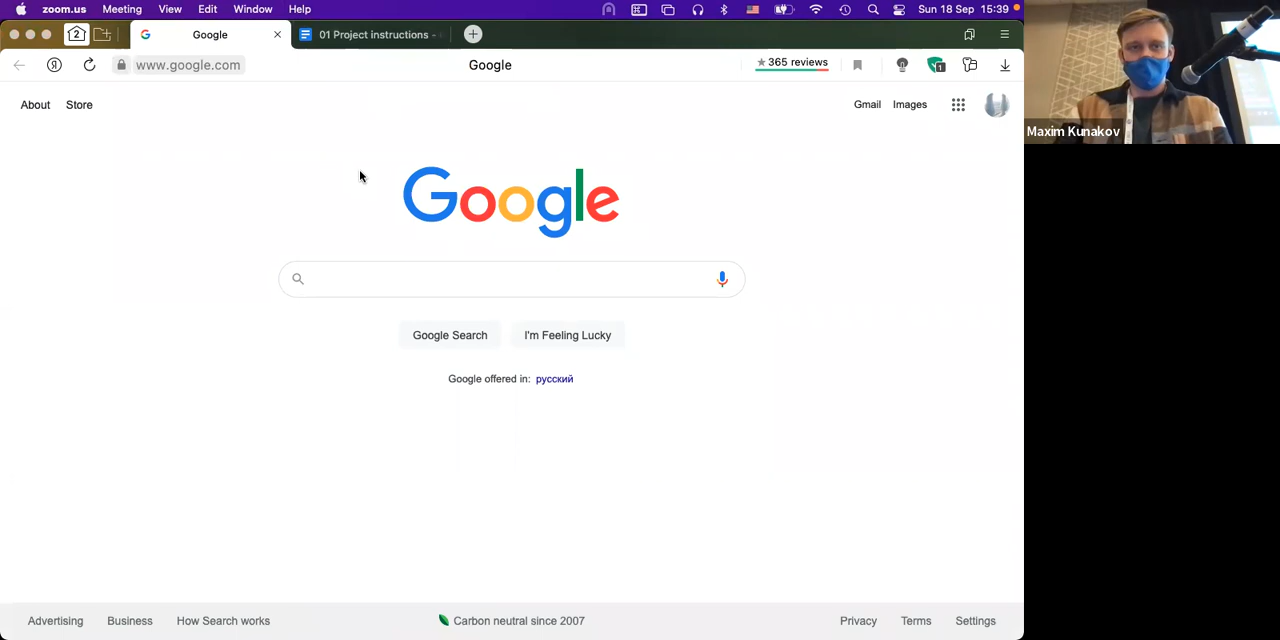 zoom.us Meeting View Edit Window Help Sun 18 Sep 15:39
2 Google 01 Project instructions -
www.google.com Google ★ 365 reviews 1
About Store Gmail Images
Maxim Kunakov
Google
Google Search I'm Feeling Lucky
Google offered in: русский
Advertising Business How Search works Carbon neutral since 2007 Privacy Terms Settings